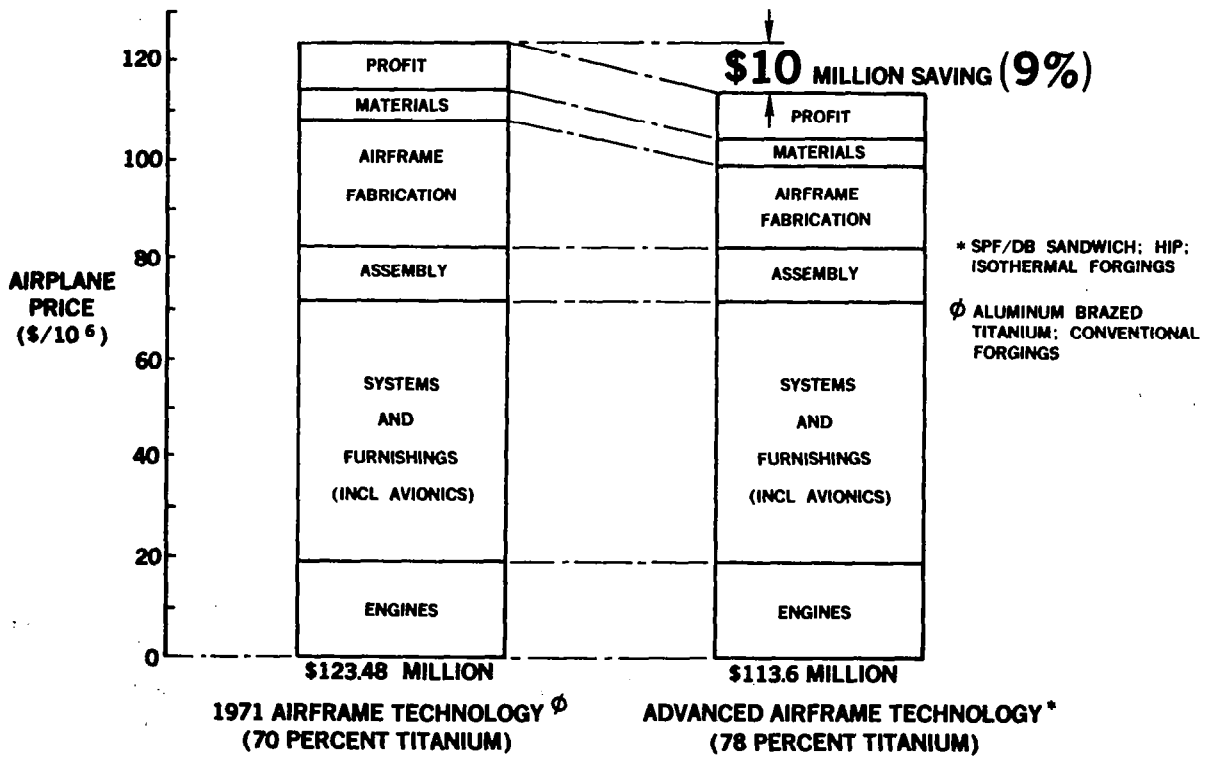 120
100
80
60
40
20
0
AIRPLANE
PRICE
($/10⁶)
PROFIT
MATERIALS
AIRFRAME
FABRICATION
ASSEMBLY
SYSTEMS
AND
FURNISHINGS
(INCL AVIONICS)
ENGINES
$123.48 MILLION
1971 AIRFRAME TECHNOLOGY ∅
(70 PERCENT TITANIUM)
$10 MILLION SAVING (9%)
PROFIT
MATERIALS
AIRFRAME
FABRICATION
ASSEMBLY
SYSTEMS
AND
FURNISHINGS
(INCL AVIONICS)
ENGINES
$113.6 MILLION
ADVANCED AIRFRAME TECHNOLOGY*
(78 PERCENT TITANIUM)
* SPF/DB SANDWICH; HIP;
ISOTHERMAL FORGINGS
∅ ALUMINUM BRAZED
TITANIUM; CONVENTIONAL
FORGINGS